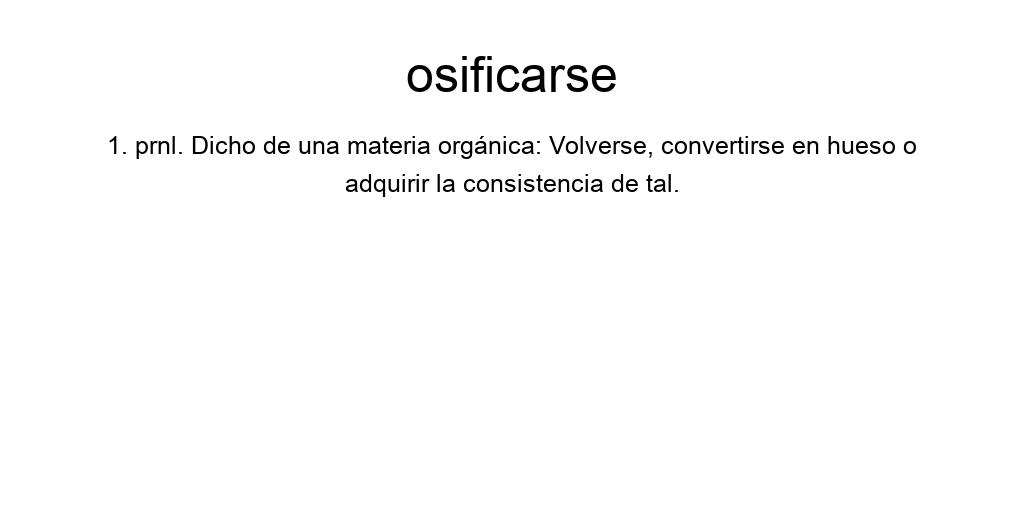 osificarse
1. prnl. Dicho de una materia orgánica: Volverse, convertirse en hueso o
adquirir la consistencia de tal.